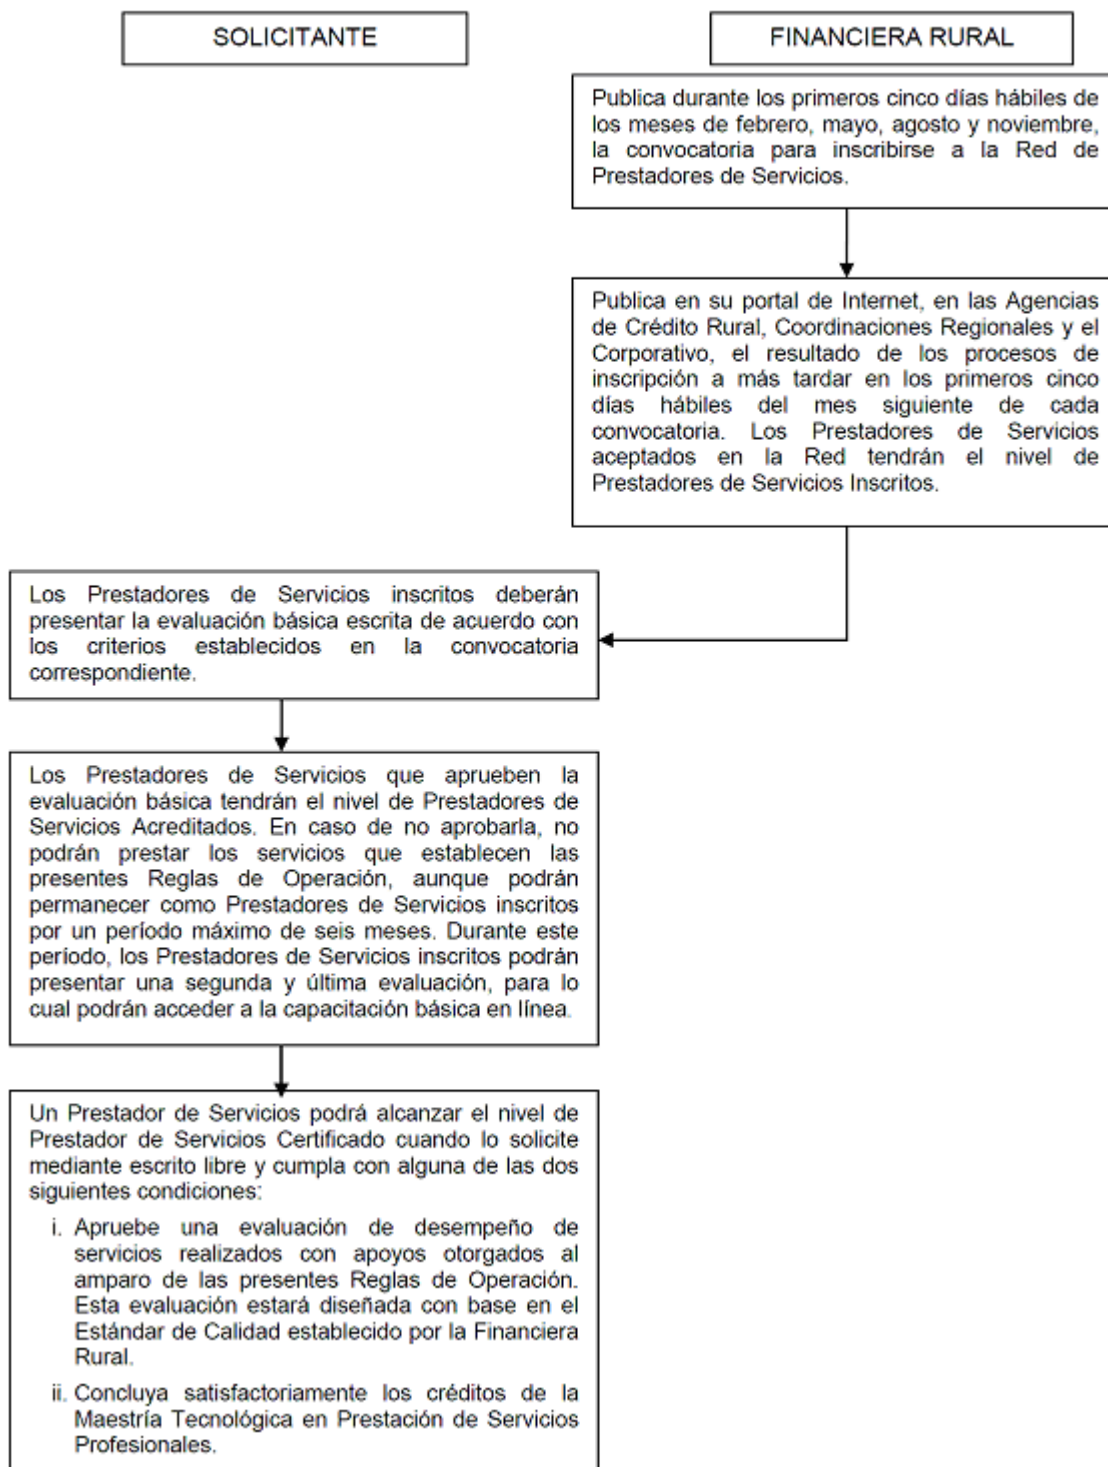 SOLICITANTE
FINANCIERA RURAL
Publica durante los primeros cinco días hábiles de
los meses de febrero, mayo, agosto y noviembre,
la convocatoria para inscribirse a la Red de
Prestadores de Servicios.
Publica en su portal de Internet, en las Agencias
de Crédito Rural, Coordinaciones Regionales y el
Corporativo, el resultado de los procesos de
inscripción a más tardar en los primeros cinco
días hábiles del mes siguiente de cada
convocatoria. Los Prestadores de Servicios
aceptados en la Red tendrán el nivel de
Prestadores de Servicios Inscritos.
Los Prestadores de Servicios inscritos deberán
presentar la evaluación básica escrita de acuerdo con
los criterios establecidos en la convocatoria
correspondiente.
Los Prestadores de Servicios que aprueben la
evaluación básica tendrán el nivel de Prestadores de
Servicios Acreditados. En caso de no aprobarla, no
podrán prestar los servicios que establecen las
presentes Reglas de Operación, aunque podrán
permanecer como Prestadores de Servicios inscritos
por un período máximo de seis meses. Durante este
período, los Prestadores de Servicios inscritos podrán
presentar una segunda y última evaluación, para lo
cual podrán acceder a la capacitación básica en línea.
Un Prestador de Servicios podrá alcanzar el nivel de
Prestador de Servicios Certificado cuando lo solicite
mediante escrito libre y cumpla con alguna de las dos
siguientes condiciones:
i. Apruebe una evaluación de desempeño de
servicios realizados con apoyos otorgados al
amparo de las presentes Reglas de Operación.
Esta evaluación estará diseñada con base en el
Estándar de Calidad establecido por la Financiera
Rural.
ii. Concluya satisfactoriamente los créditos de la
Maestría Tecnológica en Prestación de Servicios
Profesionales.